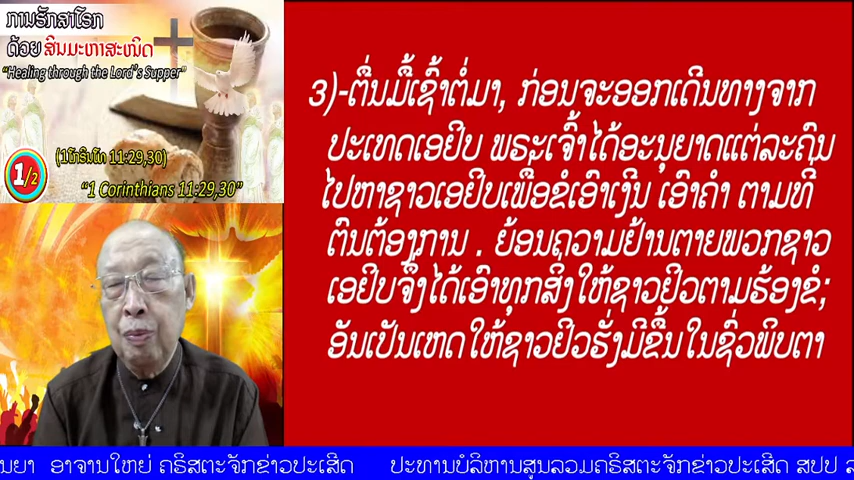 ການຮັກສາໂຣກ
ດ້ວຍ ສິນມະຫາສະໜິດ
“Healing through the Lord's Supper”
(1ໂກຣິນໂທ 11:29,30)
1/2
“1 Corinthians 11:29,30”
3)-ຕື່ນມື້ເຊົ້າຕໍ່ມາ, ກ່ອນຈະອອກເດີນທາງຈາກ
ປະເທດເອຢີບ ພຣະເຈົ້າໄດ້ອະນຸຍາດແຕ່ລະຄົນ
ໄປຫາຊາວເອຢີບເພື່ອຂໍເອົາເງິນ ເອົາຄຳ ຕາມທີ່
ຕົນຕ້ອງການ . ຍ້ອນຄວາມຢ້ານຕາຍພວກຊາວ
ເອຢີບຈຶ່ງໄດ້ເອົາທຸກສິ່ງໃຫ້ຊາວຢິວຕາມຮ້ອງຂໍ;
ອັນເປັນເຫດໃຫ້ຊາວຢິວຮັ່ງມີຂຶ້ນໃນຊົ່ວພິບຕາ
ນຍາ ອາຈານໃຫຍ່ ຄຣິສຕະຈັກຂ່າວປະເສີດ ປະທານບໍລິຫານສູນລວມຄຣິສຕະຈັກຂ່າວປະເສີດ ສປປ ລ